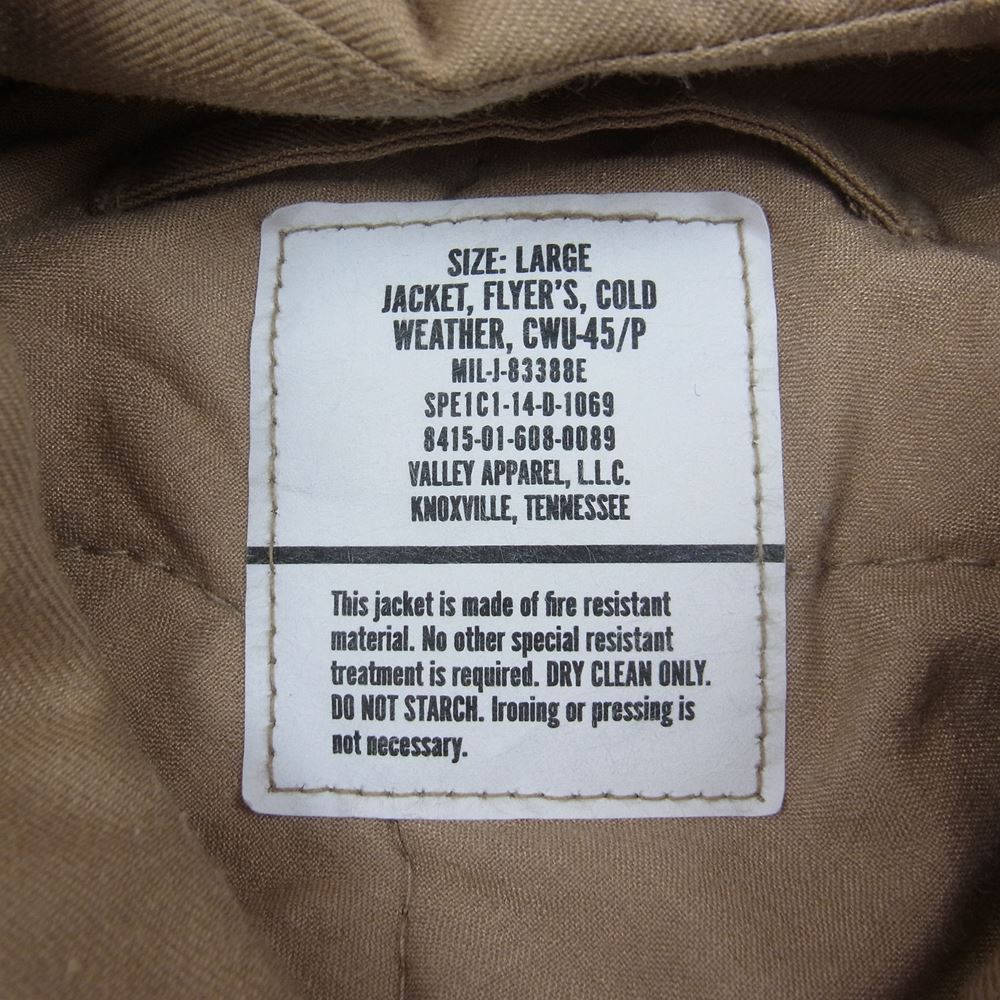 SIZE: LARGE
JACKET, FLYER'S, COLD
WEATHER, CWU-45/P
MIL-J-83388E
SPE1C1-14-D-1069
8415-01-608-0089
VALLEY APPAREL, L.L.C.
KNOXVILLE, TENNESSEE
This jacket is made of fire resistant
material. No other special resistant
treatment is required. DRY CLEAN ONLY.
DO NOT STARCH. Ironing or pressing is
not necessary.